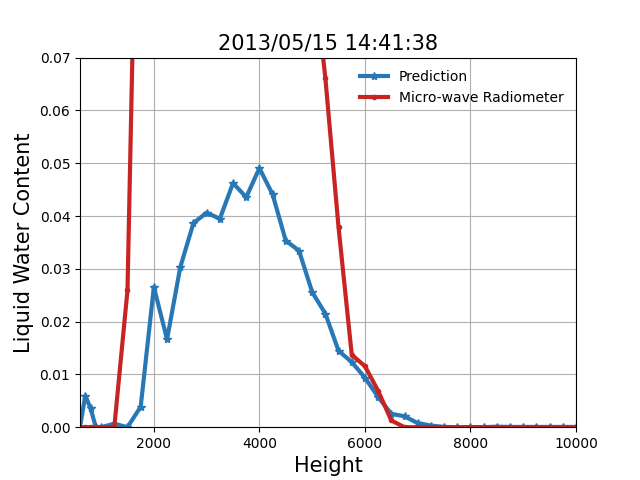 2013/05/15 14:41:38
0.07
0.06
0.05
0.04
0.03
0.02
0.01
0.00
Liquid Water Content
Prediction
Micro-wave Radiometer
2000 4000 6000 8000 10000
Height